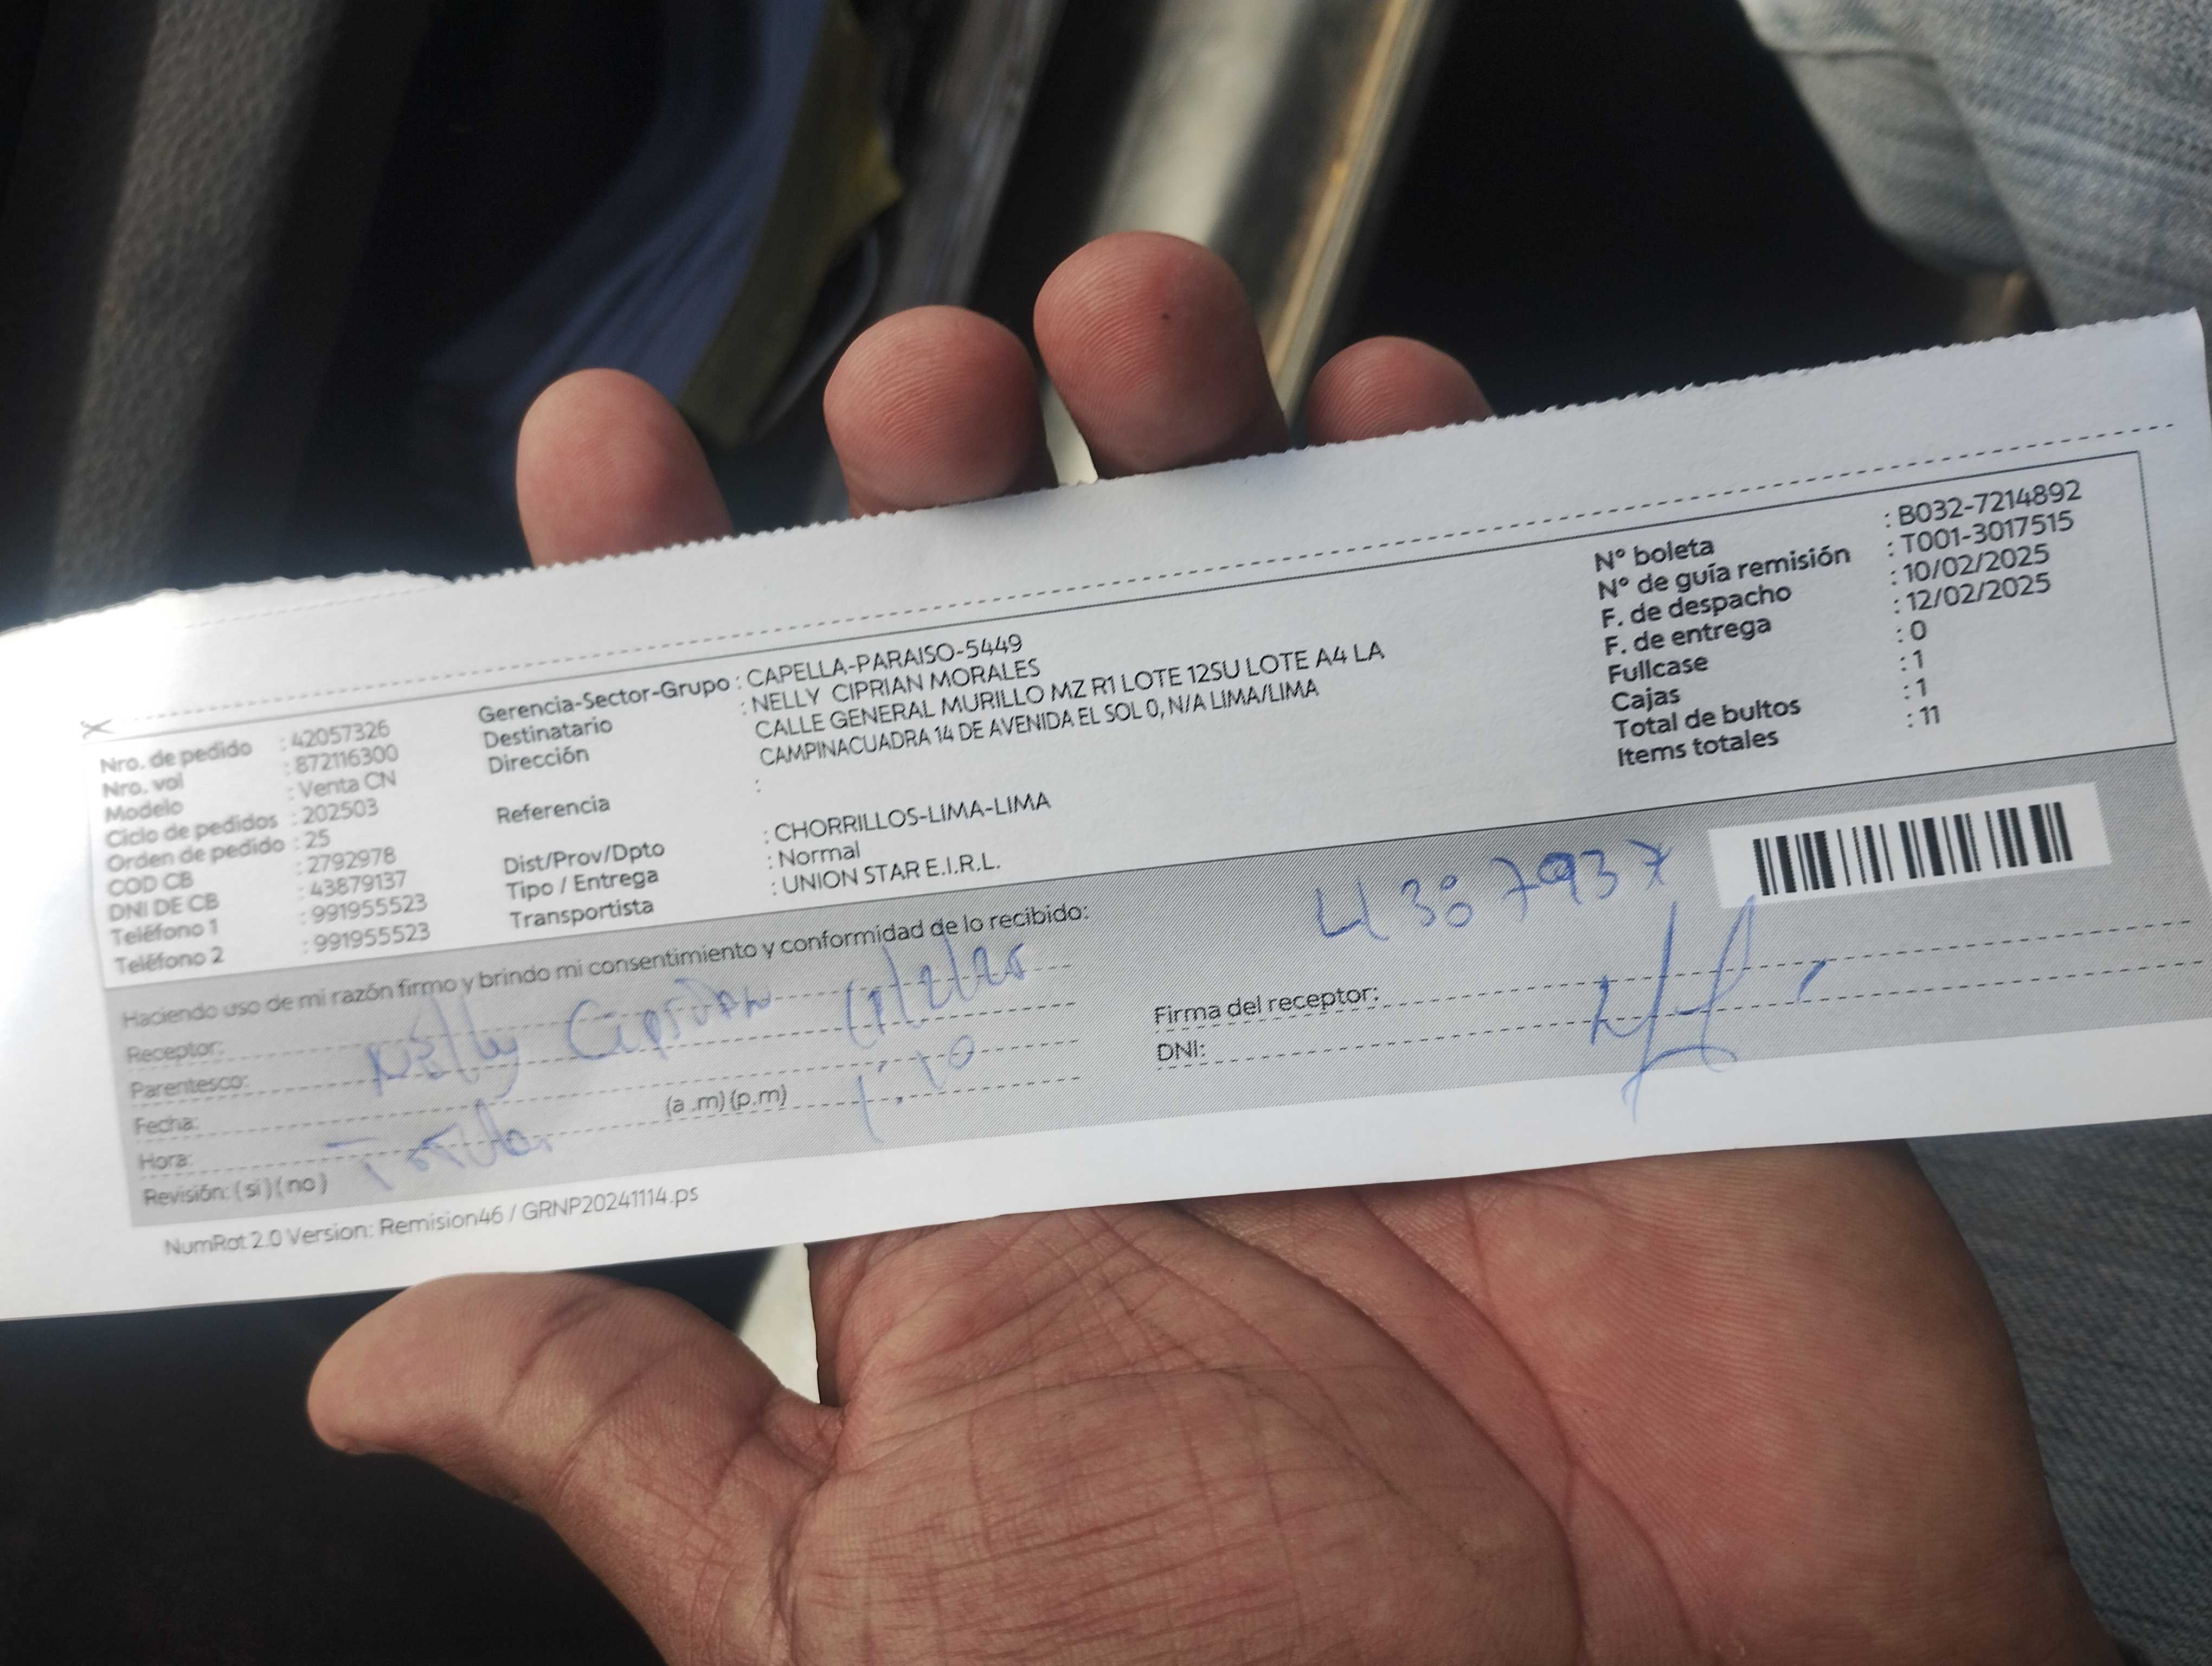 Nro. de pedido : 42057326
Nro. vol : 872116300
Modelo : Venta CN
Ciclo de pedidos : 202503
Orden de pedido : 25
COD CB : 2792978
DNI DE CB : 43879137
Teléfono 1 : 991955523
Teléfono 2 : 991955523
Gerencia-Sector-Grupo : CAPELLA-PARAISO-5449
Destinatario : NELLY CIPRIAN MORALES
Dirección CALLE GENERAL MURILLO MZ R1 LOTE 12SU LOTE A4 LA
CAMPINACUADRA 14 DE AVENIDA EL SOL 0, N/A LIMA/LIMA
Referencia :
Dist/Prov/Dpto : CHORRILLOS-LIMA-LIMA
Tipo / Entrega : Normal
Transportista : UNION STAR E.I.R.L.
N° boleta : B032-7214892
N° de guía remisión : T001-3017515
F. de despacho : 10/02/2025
F. de entrega : 12/02/2025
Fullcase : 0
Cajas : 1
Total de bultos : 1
Items totales : 11
Haciendo uso de mi razón firmo y brindo mi consentimiento y conformidad de lo recibido:
Receptor:
Parentesco: Nelly Ciprian
Fecha:
Hora: (a .m) (p.m) 1:10
Revisión: ( si ) ( no ) Titular
Firma del receptor:
DNI:
NumRot 2.0 Version: Remision46 / GRNP20241114.ps